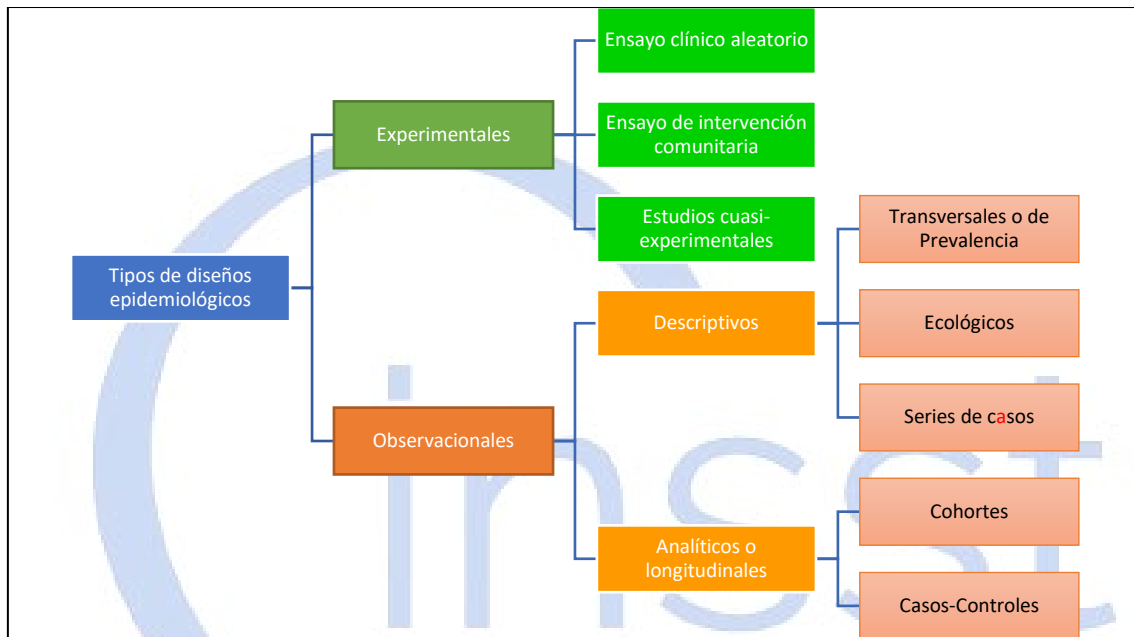 Ensayo clínico aleatorio
Experimentales
Ensayo de intervención
comunitaria
Estudios cuasi-
experimentales
Transversales o de
Prevalencia
Tipos de diseños
epidemiológicos
Descriptivos
Ecológicos
Observacionales
Series de casos
Cohortes
Analíticos o
longitudinales
Casos-Controles
insst